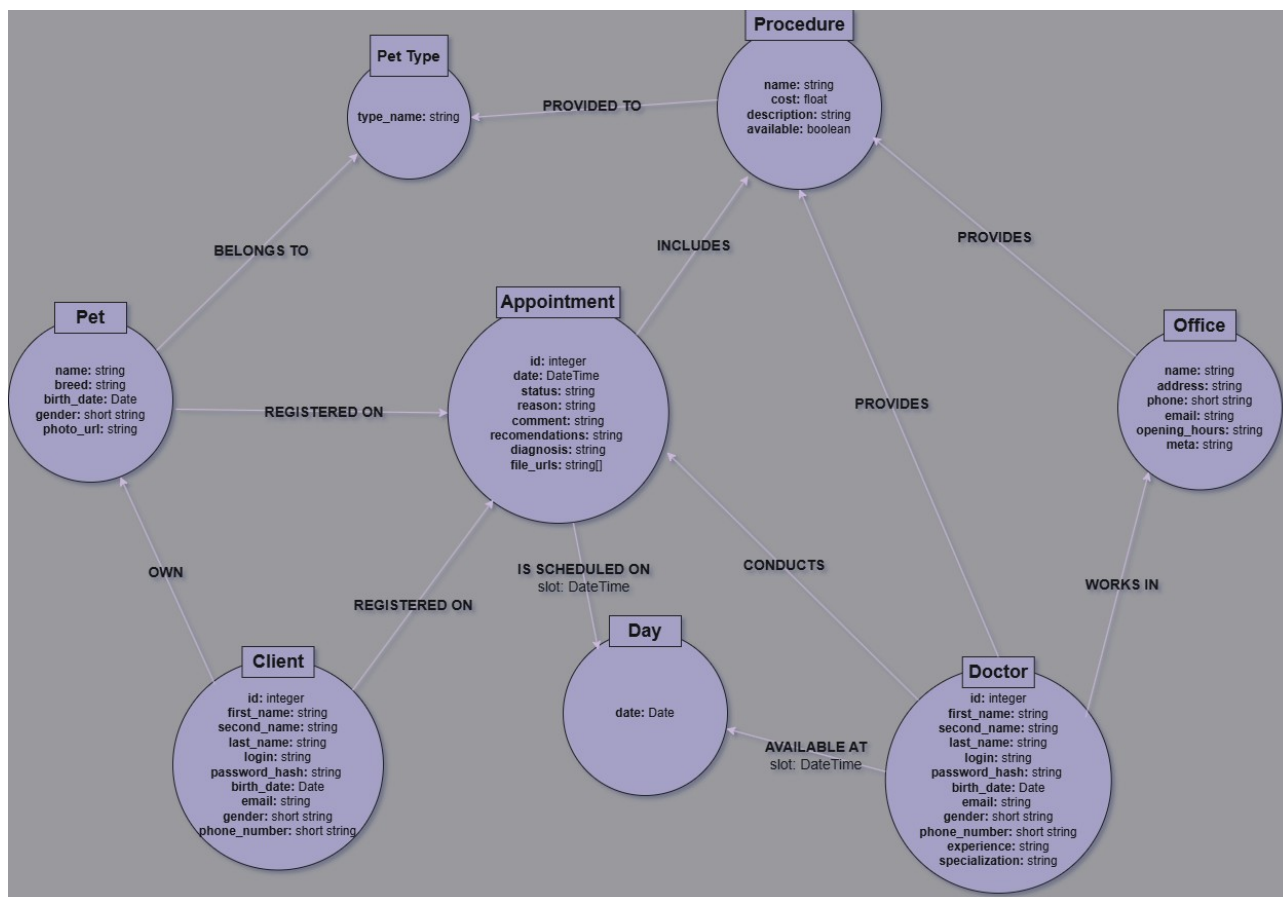 Procedure
name: string
cost: float
description: string
available: boolean
Pet Type
type_name: string
PROVIDED TO
BELONGS TO
INCLUDES
PROVIDES
Pet
name: string
breed: string
birth_date: Date
gender: short string
photo_url: string
REGISTERED ON
Appointment
id: integer
date: DateTime
status: string
reason: string
comment: string
recomendations: string
diagnosis: string
file_urls: string[]
PROVIDES
Office
name: string
address: string
phone: short string
email: string
opening_hours: string
meta: string
OWN
REGISTERED ON
IS SCHEDULED ON
slot: DateTime
CONDUCTS
WORKS IN
Client
id: integer
first_name: string
second_name: string
last_name: string
login: string
password_hash: string
birth_date: Date
email: string
gender: short string
phone_number: short string
Day
date: Date
AVAILABLE AT
slot: DateTime
Doctor
id: integer
first_name: string
second_name: string
last_name: string
login: string
password_hash: string
birth_date: Date
email: string
gender: short string
phone_number: short string
experience: string
specialization: string